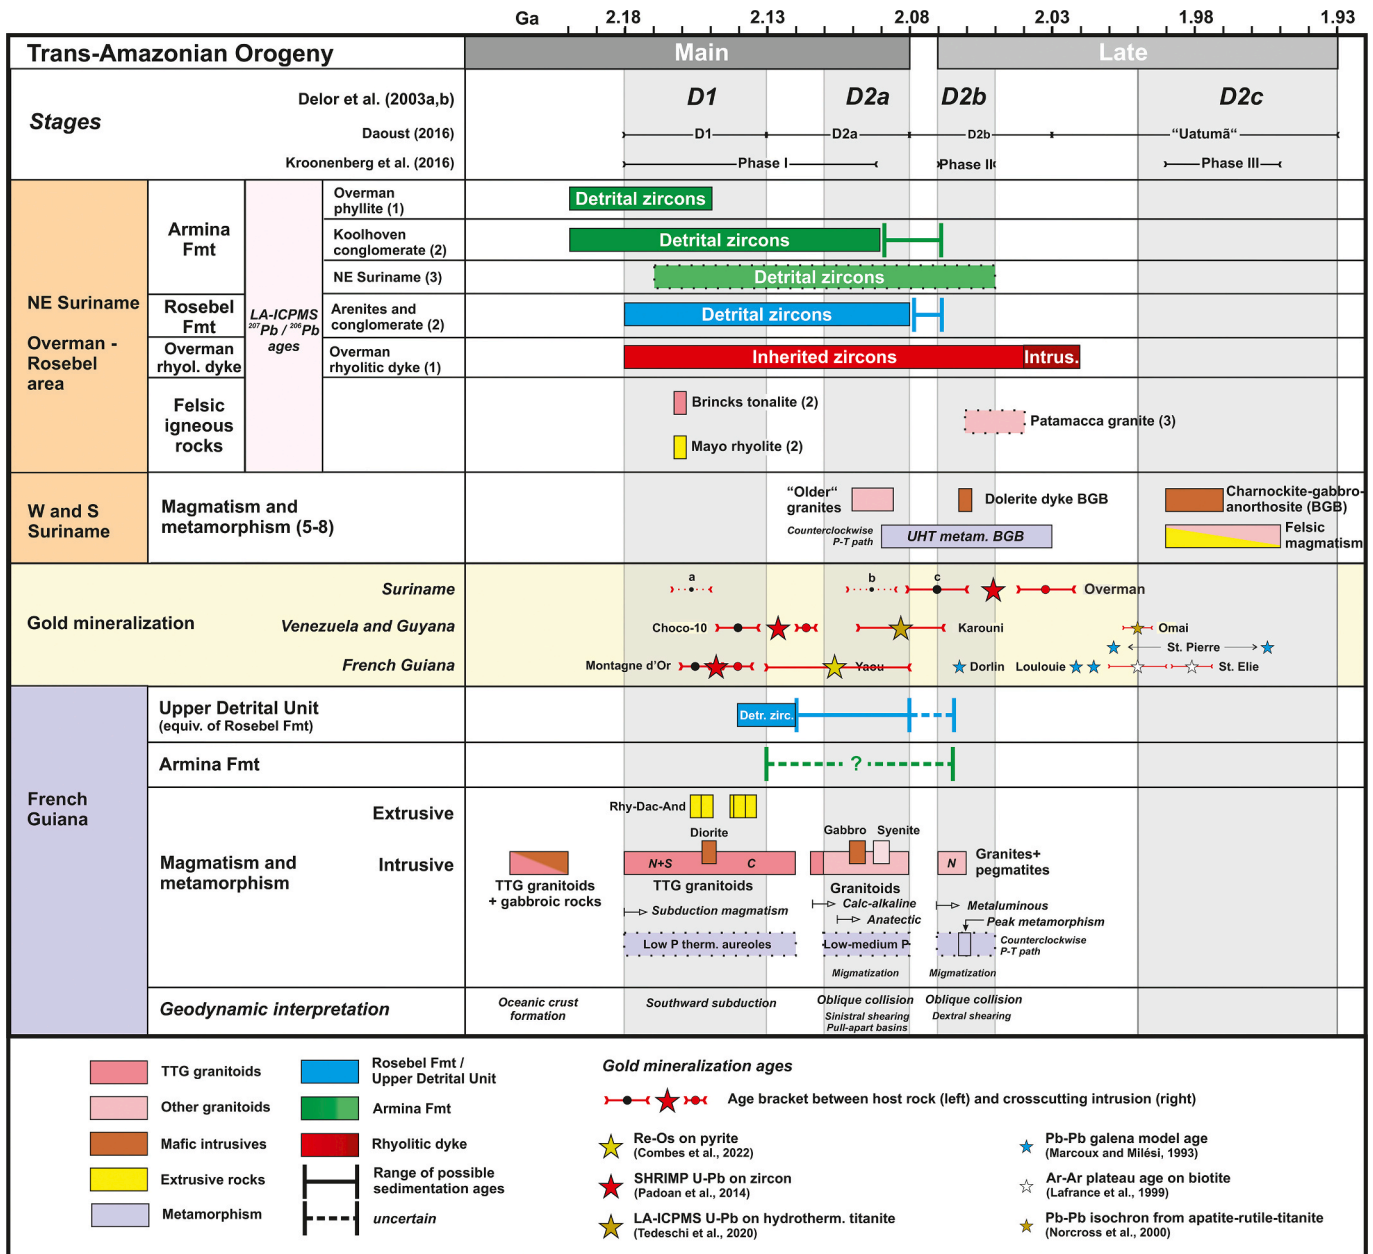 Ga 2.18 2.13 2.08 2.03 1.98 1.93
Trans-Amazonian Orogeny Main Late
Stages
Delor et al. (2003a,b) D1 D2a D2b D2c
Daoust (2016) D1 D2a D2b “Uatumã“
Kroonenberg et al. (2016) Phase I Phase II Phase III
NE Suriname
Overman -
Rosebel
area
Armina
Fmt
LA-ICPMS
207Pb / 206Pb
ages
Overman
phyllite (1)
Detrital zircons
Koolhoven
conglomerate (2)
Detrital zircons
NE Suriname (3)
Detrital zircons
Rosebel
Fmt
Arenites and
conglomerate (2)
Detrital zircons
Overman
rhyol. dyke
Overman
rhyolitic dyke (1)
Inherited zircons Intrus.
Felsic
igneous
rocks
Brincks tonalite (2)
Mayo rhyolite (2)
Patamacca granite (3)
W and S
Suriname
Magmatism and
metamorphism (5-8)
“Older“
granites
Dolerite dyke BGB
Charnockite-gabbro-
anorthosite (BGB)
Counterclockwise
P-T path
UHT metam. BGB
Felsic
magmatism
Gold mineralization
Suriname a b c Overman
Venezuela and Guyana Choco-10 Karouni Omai
St. Pierre
French Guiana Montagne d’Or Yaou Dorlin Loulouie St. Elie
French
Guiana
Upper Detrital Unit
(equiv. of Rosebel Fmt)
Detr. zirc.
Armina Fmt ?
Magmatism and
metamorphism
Extrusive
Rhy-Dac-And
Intrusive
Diorite Gabbro Syenite
N+S C N
Granites+
pegmatites
TTG granitoids
+ gabbroic rocks
TTG granitoids
Granitoids
Subduction magmatism
Calc-alkaline
Anatectic
Metaluminous
Peak metamorphism
Low P therm. aureoles
Low-medium P
Counterclockwise
P-T path
Migmatization Migmatization
Geodynamic interpretation
Oceanic crust
formation
Southward subduction
Oblique collision
Sinistral shearing
Pull-apart basins
Oblique collision
Dextral shearing
TTG granitoids
Other granitoids
Mafic intrusives
Extrusive rocks
Metamorphism
Rosebel Fmt /
Upper Detrital Unit
Armina Fmt
Rhyolitic dyke
Range of possible
sedimentation ages
uncertain
Gold mineralization ages
Age bracket between host rock (left) and crosscutting intrusion (right)
Re-Os on pyrite
(Combes et al., 2022)
SHRIMP U-Pb on zircon
(Padoan et al., 2014)
LA-ICPMS U-Pb on hydrotherm. titanite
(Tedeschi et al., 2020)
Pb-Pb galena model age
(Marcoux and Milési, 1993)
Ar-Ar plateau age on biotite
(Lafrance et al., 1999)
Pb-Pb isochron from apatite-rutile-titanite
(Norcross et al., 2000)